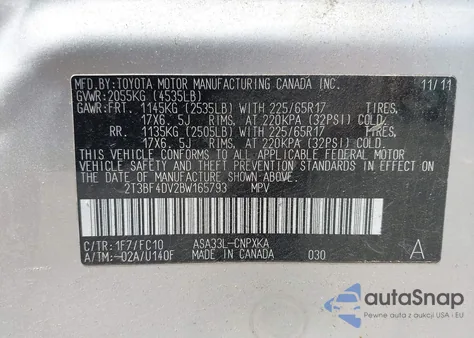 MFD. BY: TOYOTA MOTOR MANUFACTURING CANADA INC. 11/11
GVWR: 2055KG (4535LB)
GAWR: FRT. 1145KG (2535LB) WITH 225/65R17 TIRES,
17X6. 5J RIMS, AT 220KPA (32PSI) COLD.
RR. 1135KG (2505LB) WITH 225/65R17 TIRES,
17X6. 5J RIMS, AT 220KPA (32PSI) COLD.
THIS VEHICLE CONFORMS TO ALL APPLICABLE FEDERAL MOTOR
VEHICLE SAFETY AND THEFT PREVENTION STANDARDS IN EFFECT ON
THE DATE OF MANUFACTURE SHOWN ABOVE.
2T3BF4DV2BW165793 MPV
C/TR: 1F7/FC10 ASA33L-CNPXKA A
A/TM: -02A/U140F MADE IN CANADA 030
autoSnap
Pewne auta z USA i EU